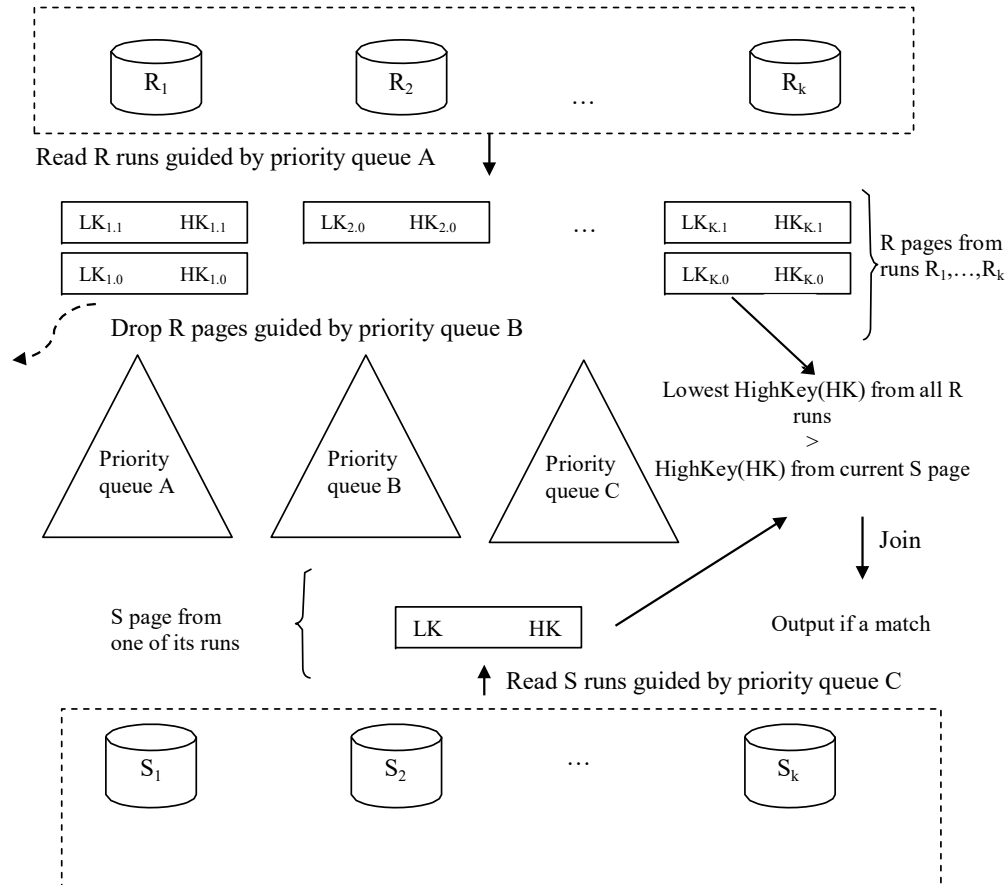 R1 R2 … Rk
Read R runs guided by priority queue A
LK1.1 HK1.1 LK2.0 HK2.0 … LKK.1 HKK.1
LK1.0 HK1.0 LKK.0 HKK.0
R pages from
runs R1,…,Rk
Drop R pages guided by priority queue B
Priority
queue A
Priority
queue B
Priority
queue C
Lowest HighKey(HK) from all R
runs
>
HighKey(HK) from current S page
Join
Output if a match
S page from
one of its runs
LK HK
Read S runs guided by priority queue C
S1 S2 … Sk